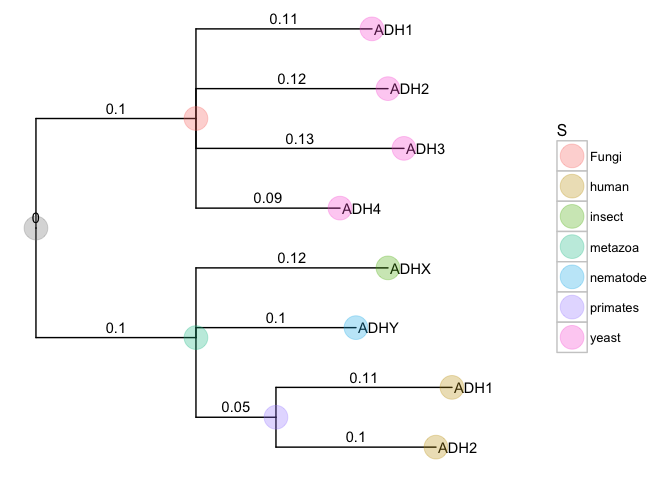 0.11
ADH1
0.12
ADH2
0.1
0.13
ADH3
0.09
ADH4
0
0.12
ADHX
0.1
ADHY
0.1
0.11
ADH1
0.05
0.1
ADH2
S
Fungi
human
insect
metazoa
nematode
primates
yeast